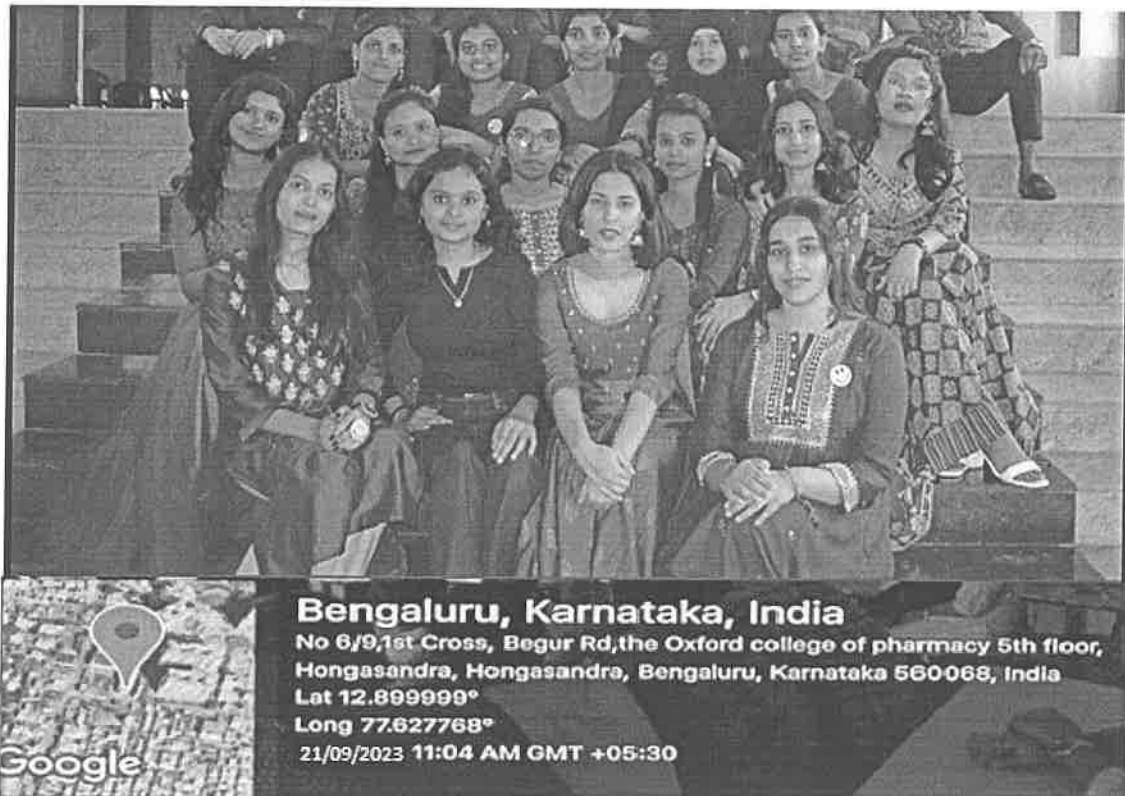 Bengaluru, Karnataka, India
No 6/9,1st Cross, Begur Rd,the Oxford college of pharmacy 5th floor,
Hongasandra, Hongasandra, Bengaluru, Karnataka 560068, India
Lat 12.899999°
Long 77.627768°
21/09/2023 11:04 AM GMT +05:30
Google